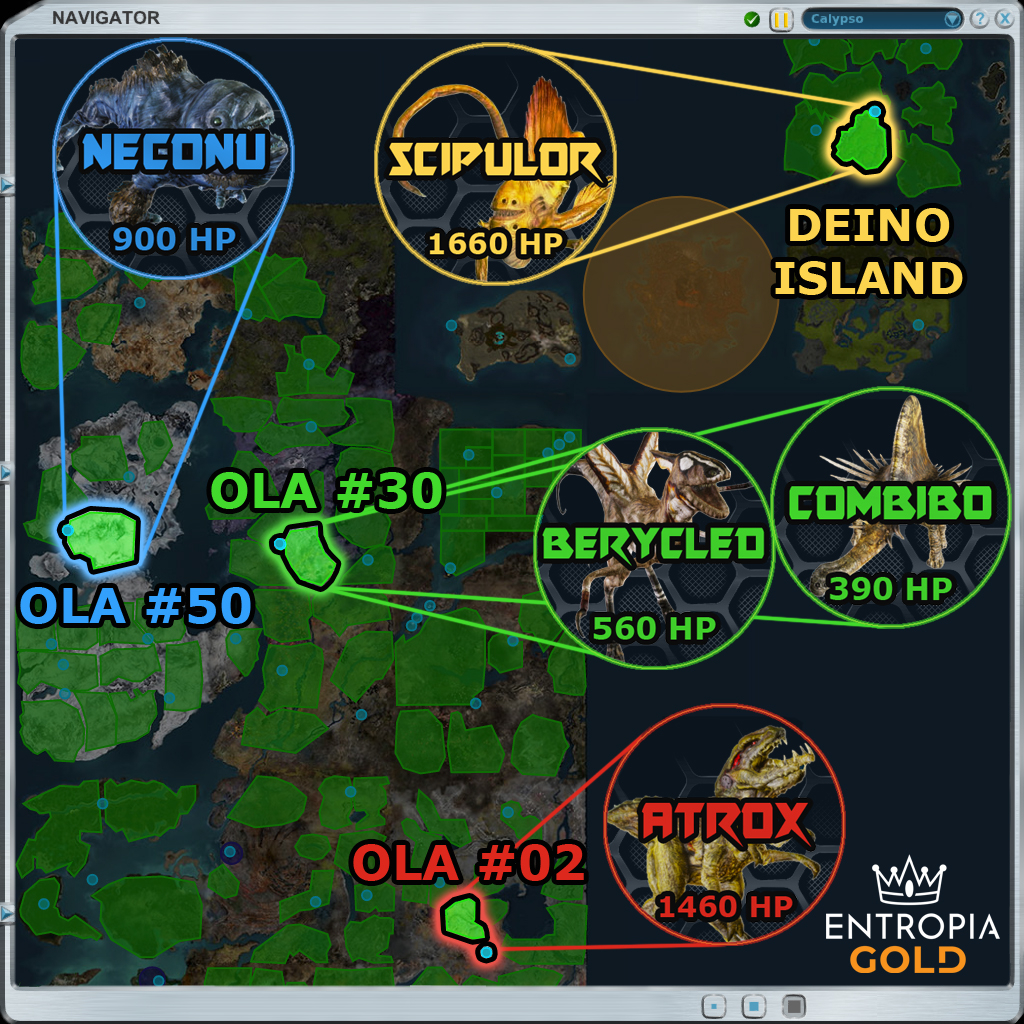 NAVIGATOR
Calypso
?
NECONU
900 HP
SCIPULOR
1660 HP
DEINO
ISLAND
OLA #30
BERYCLED
560 HP
COMBIBO
390 HP
OLA #50
OLA #02
ATROX
1460 HP
ENTROPIA
GOLD